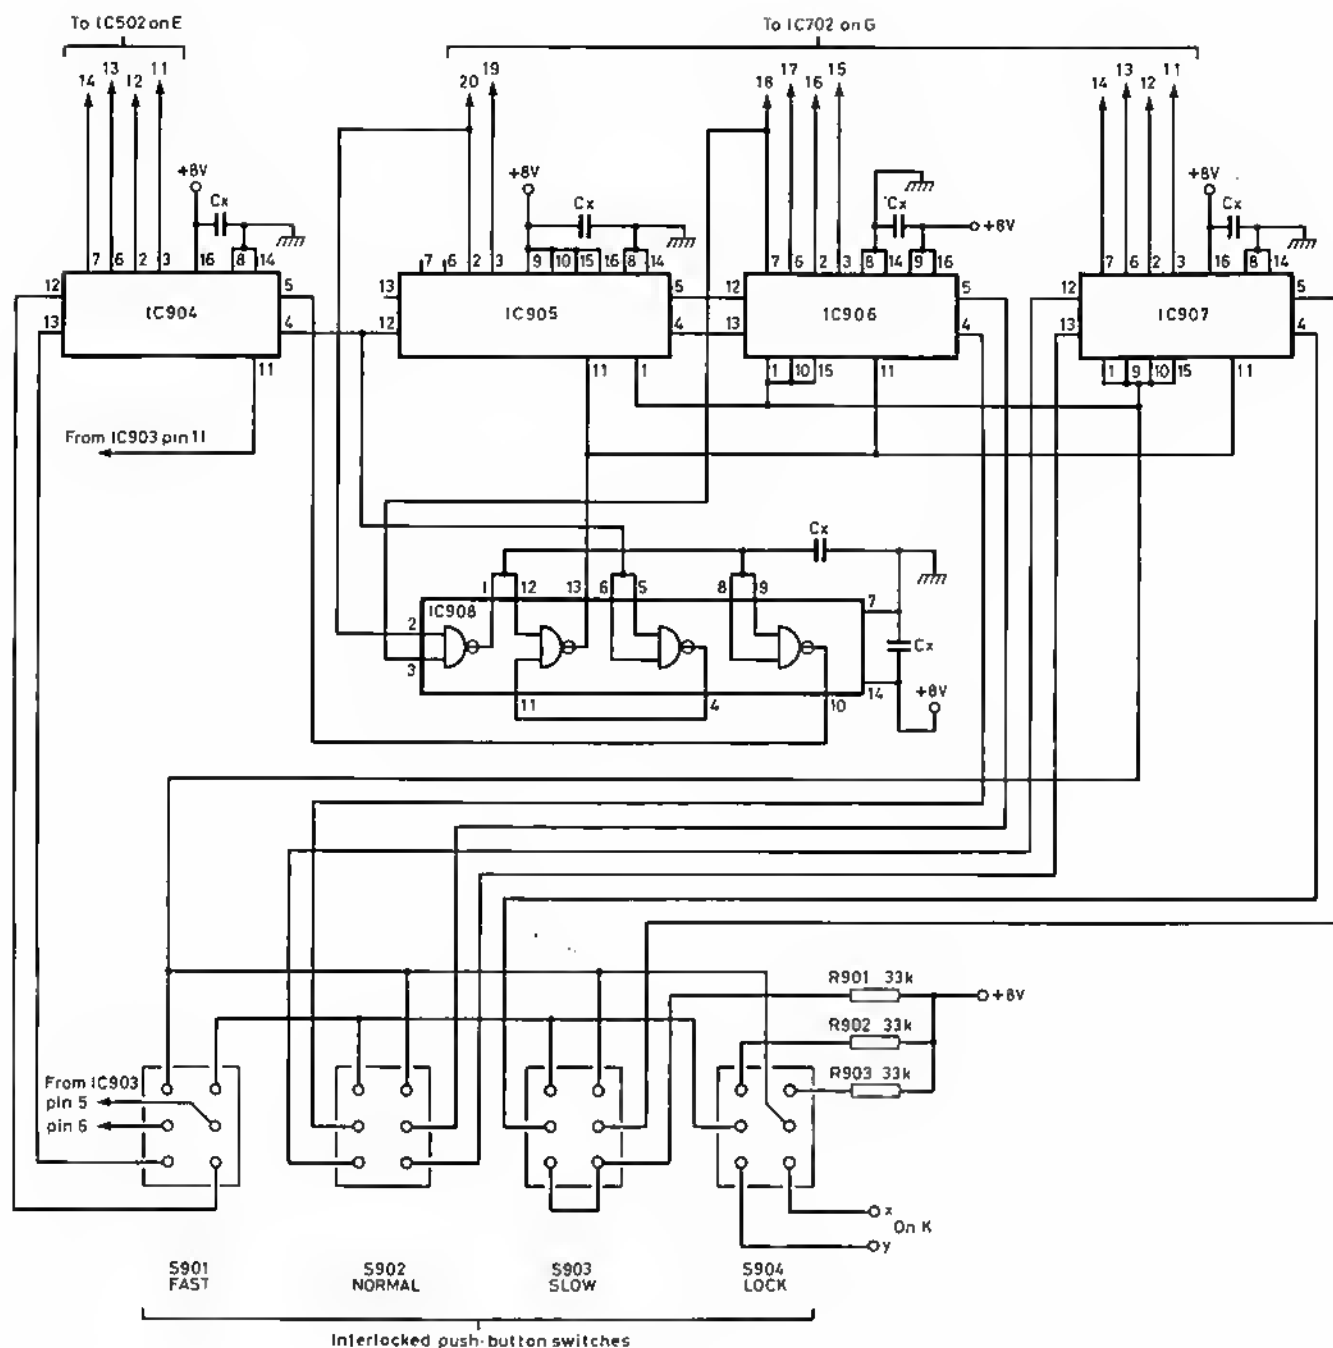 To IC502 on E
To IC702 on G
14 13 12 11
20 19
18 17 16 15
14 13 12 11
+8V Cx
+8V Cx
Cx +8V
+8V Cx
7 6 2 3 16 8 14
7 6 2 3 9 10 15 16 8 14
7 6 2 3 8 14 9 16
7 6 2 3 16 8 14
12 IC904 5
13 4
11
13 IC905 5
12 4
11 1
12 IC906 5
13 4
1 10 15 11
12 IC907 5
13 4
1 9 10 15 11
From IC903 pin 11
Cx
1 12 13 6 5 8 9 7
IC908
2
3
Cx
11 4 10 14
+8V
R901 33k
+8V
R902 33k
R903 33k
From IC903
pin 5
pin 6
x
On K
y
S901
FAST
S902
NORMAL
S903
SLOW
S904
LOCK
Interlocked push-button switches